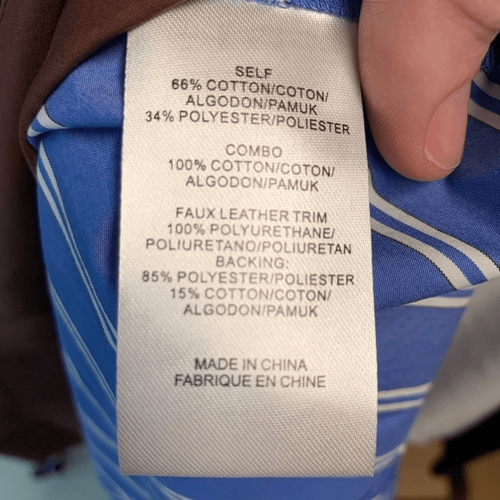 SELF
66% COTTON/COTON/
ALGODON/PAMUK
34% POLYESTER/POLIESTER
COMBO
100% COTTON/COTON/
ALGODON/PAMUK
FAUX LEATHER TRIM
100% POLYURETHANE/
POLIURETANO/POLIURETAN
BACKING:
85% POLYESTER/POLIESTER
15% COTTON/COTON/
ALGODON/PAMUK
MADE IN CHINA
FABRIQUE EN CHINE